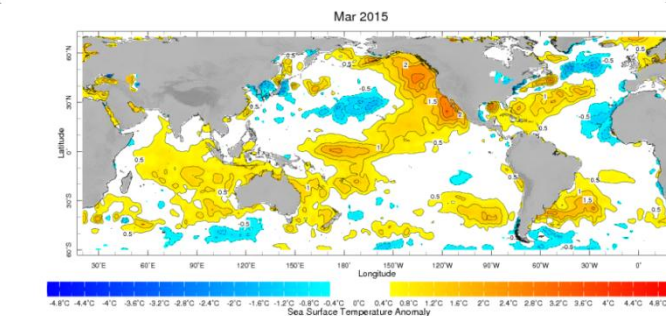 Mar 2015
60°N
30°N
0°
30°S
60°S
Latitude
30°E 60°E 90°E 120°E 150°E 180° 150°W 120°W 90°W 60°W 30°W 0°
Longitude
-4.8°C -4.4°C -3.6°C -3.2°C -2.8°C -2.4°C -1.6°C -1.2°C -0.8°C -0.4°C 0°C 0.4°C 0.8°C 1.2°C 1.6°C 2.4°C 2.8°C 3.2°C 3.6°C 4.4°C 4.8°C
Sea Surface Temperature Anomaly